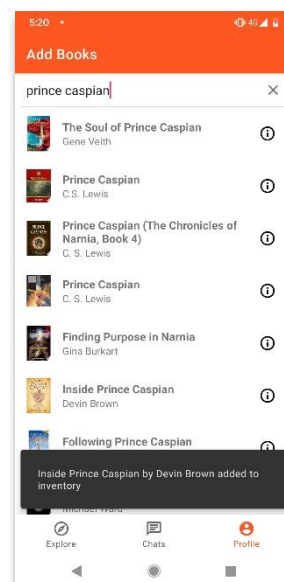 5:20
4G
Add Books
prince caspian
The Soul of Prince Caspian
Gene Veith
Prince Caspian
C.S. Lewis
Prince Caspian (The Chronicles of
Narnia, Book 4)
C. S. Lewis
Prince Caspian
C. S. Lewis
Finding Purpose in Narnia
Gina Burkart
Inside Prince Caspian
Devin Brown
Following Prince Caspian
Inside Prince Caspian by Devin Brown added to
inventory
Michael Ward
Explore
Chats
Profile